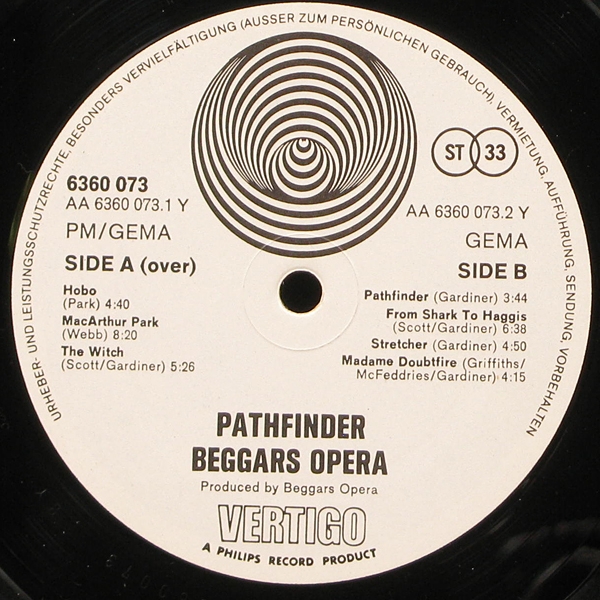 URHEBER- UND LEISTUNGSSCHUTZRECHTE, BESONDERS VERVIELFÄLTIGUNG (AUSSER ZUM PERSÖNLICHEN GEBRAUCH), VERMIETUNG, AUFFÜHRUNG, SENDUNG, VORBEHALTEN
ST 33
6360 073
AA 6360 073.1 Y
PM/GEMA
SIDE A (over)
Hobo
(Park) 4:40
MacArthur Park
(Webb) 8:20
The Witch
(Scott/Gardiner) 5:26
AA 6360 073.2 Y
GEMA
SIDE B
Pathfinder (Gardiner) 3:44
From Shark To Haggis
(Scott/Gardiner) 6:38
Stretcher (Gardiner) 4:50
Madame Doubtfire (Griffiths/
McFeddries/Gardiner) 4:15
PATHFINDER
BEGGARS OPERA
Produced by Beggars Opera
VERTIGO
A PHILIPS RECORD PRODUCT